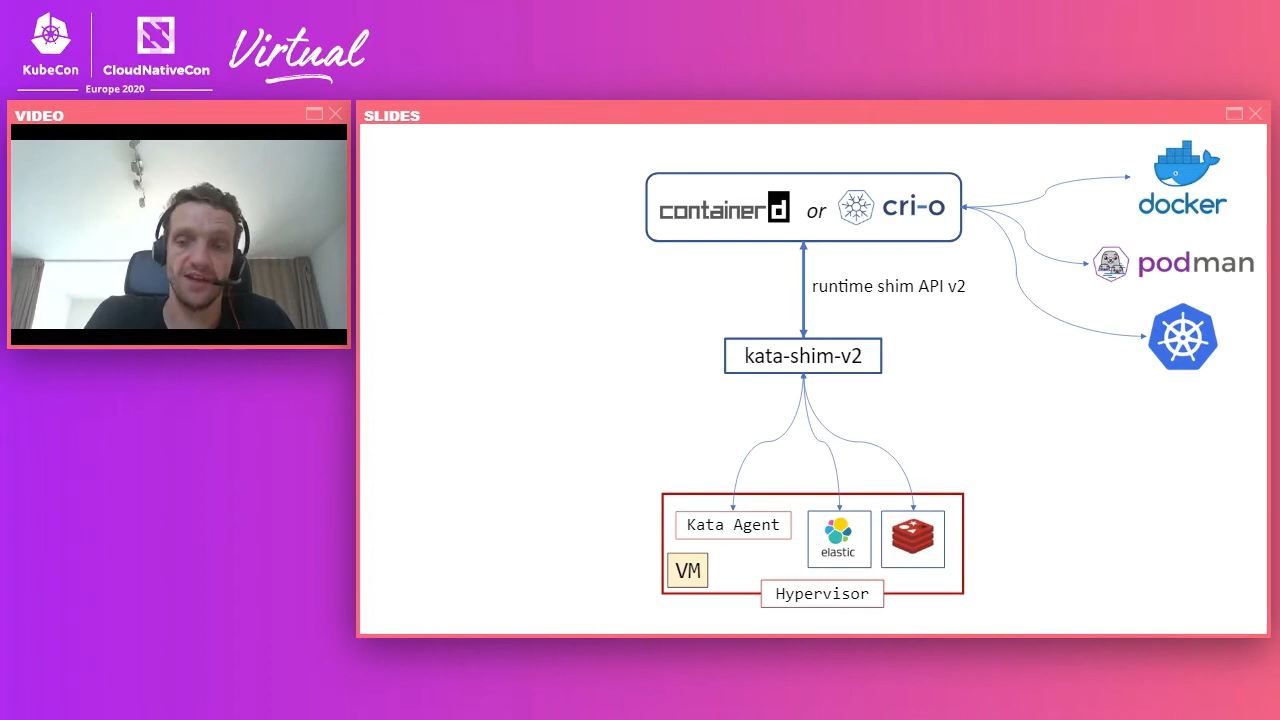 KubeCon
CloudNativeCon
Europe 2020
Virtual
VIDEO
SLIDES
containerd or cri-o
docker
podman
runtime shim API v2
kata-shim-v2
Kata Agent
elastic
VM
Hypervisor